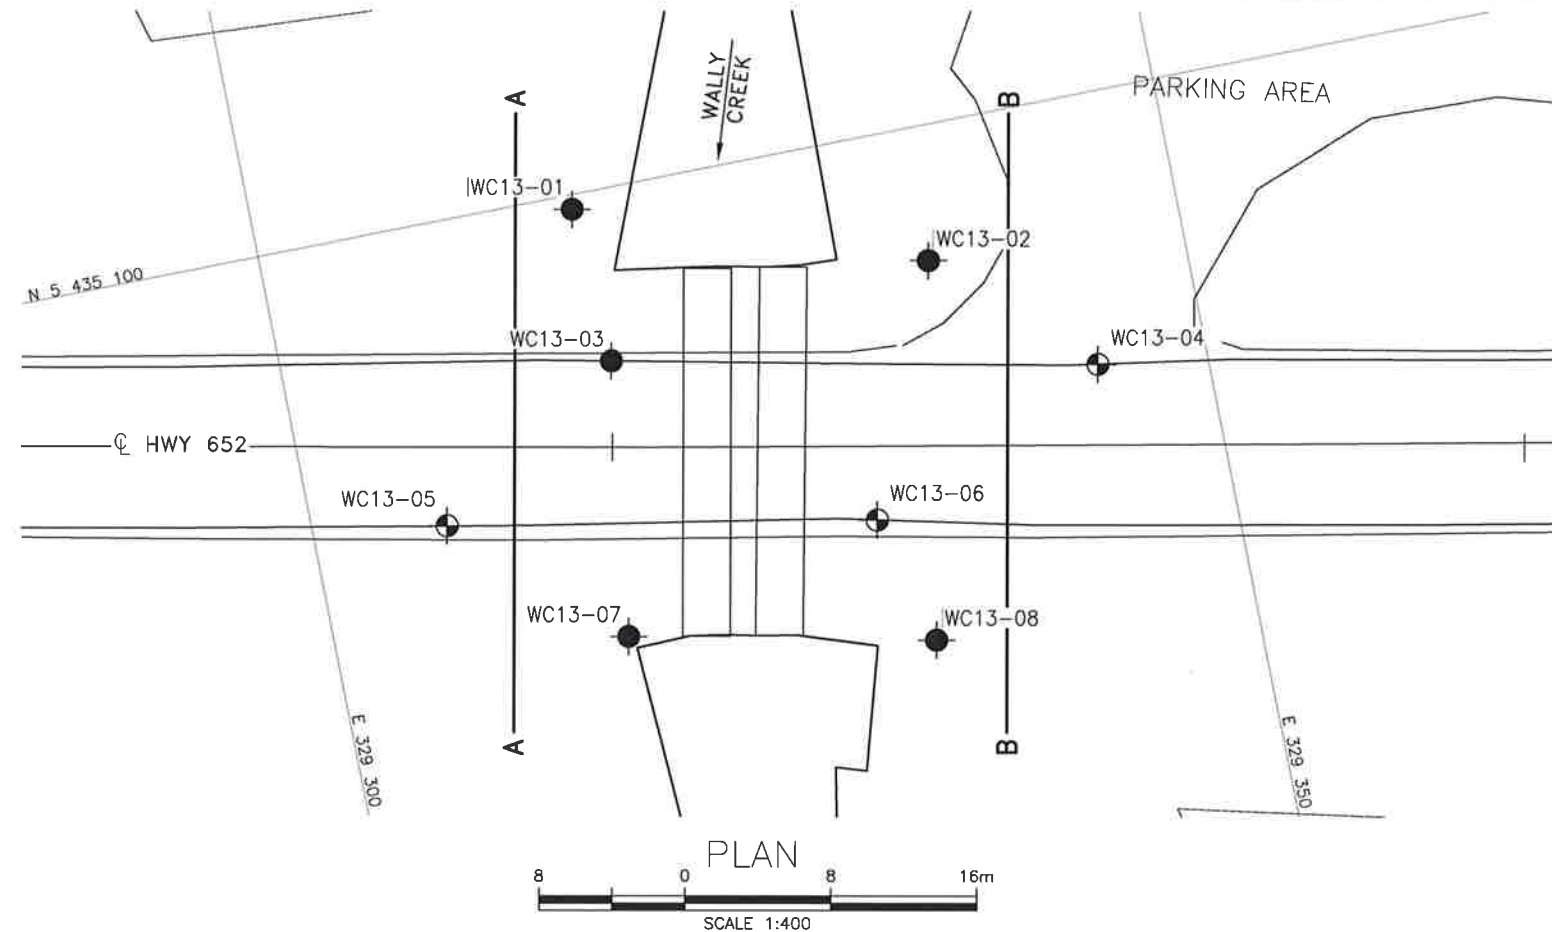 A
B
WALLY
CREEK
PARKING AREA
WC13-01
WC13-02
N 5 435 100
WC13-03
WC13-04
℄ HWY 652
WC13-05
WC13-06
WC13-07
WC13-08
E 329 300
E 329 350
A
B
PLAN
8 0 8 16m
SCALE 1:400